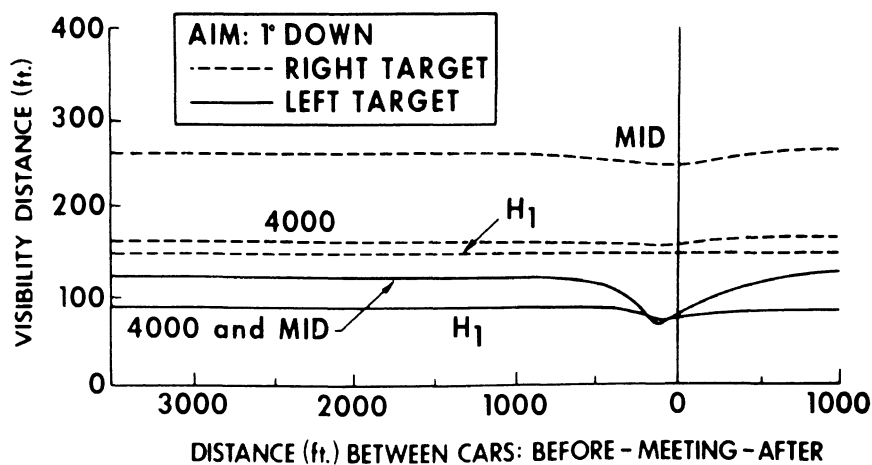 AIM: 1° DOWN
RIGHT TARGET
LEFT TARGET
VISIBILITY DISTANCE (ft.)
400
300
200
100
0
MID
4000
H1
4000 and MID
H1
3000
2000
1000
0
1000
DISTANCE (ft.) BETWEEN CARS: BEFORE-MEETING-AFTER